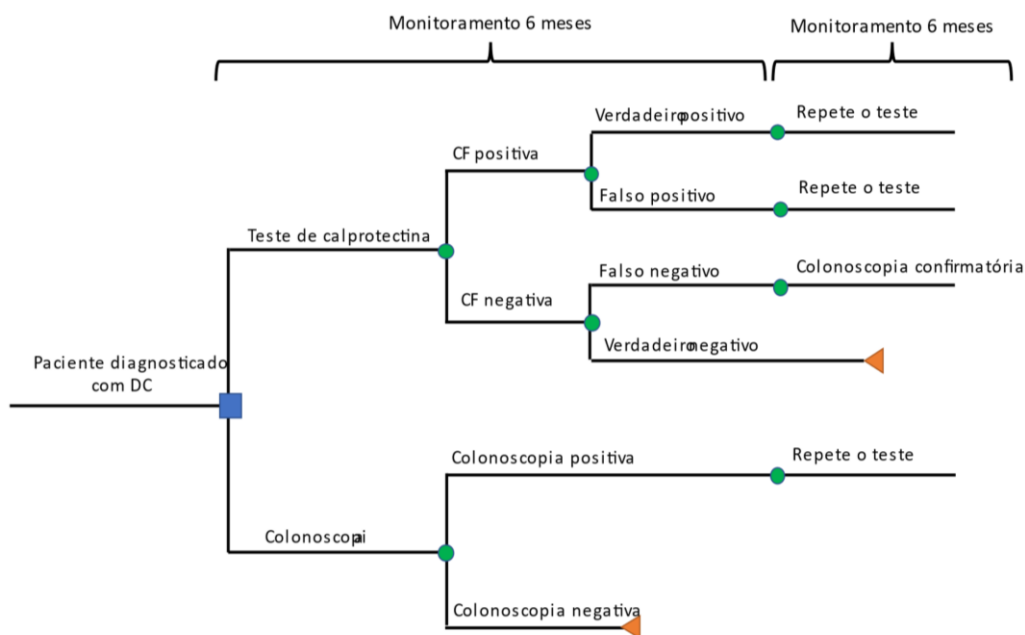 Monitoramento 6 meses
Monitoramento 6 meses
Verdadeiro positivo
Repete o teste
CF positiva
Falso positivo
Repete o teste
Teste de calprotectina
Falso negativo
Colonoscopia confirmatória
CF negativa
Verdadeiro negativo
Paciente diagnosticado
com DC
Colonoscopia positiva
Repete o teste
Colonoscopia
Colonoscopia negativa